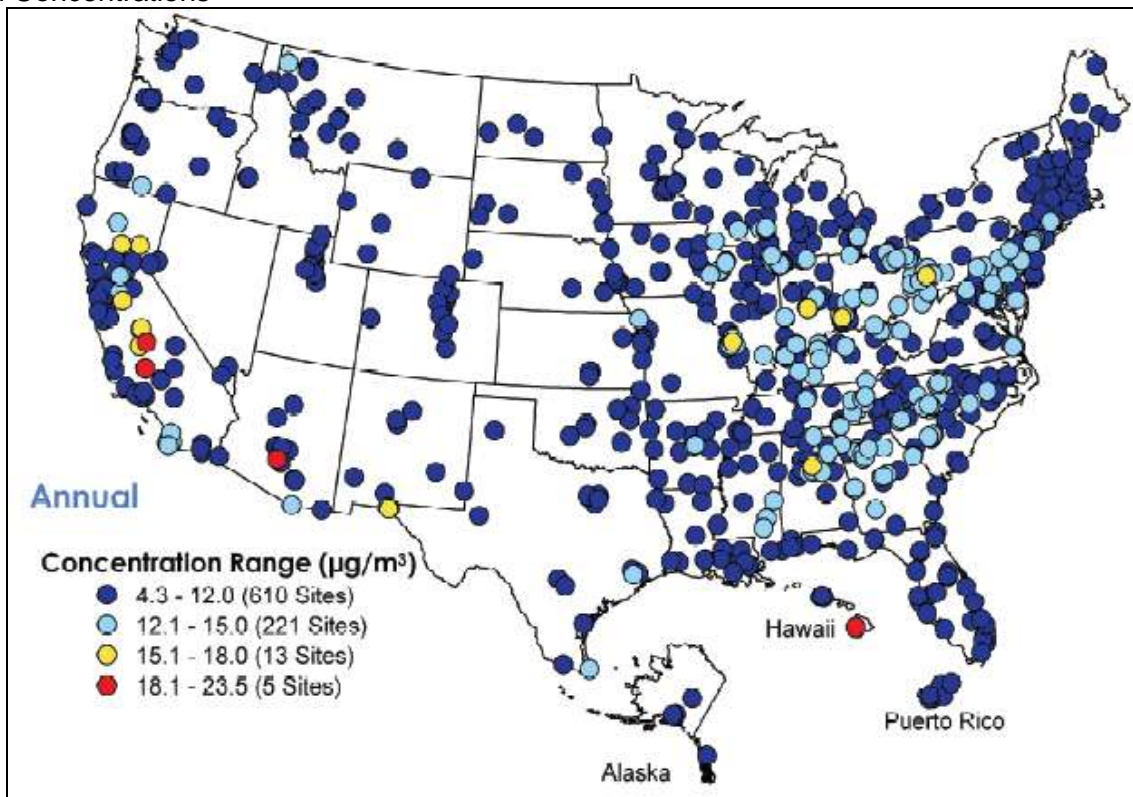 Concentrations
Annual
Concentration Range (µg/m³)
4.3 - 12.0 (610 Sites)
12.1 - 15.0 (221 Sites)
15.1 - 18.0 (13 Sites)
18.1 - 23.5 (5 Sites)
Hawaii
Puerto Rico
Alaska